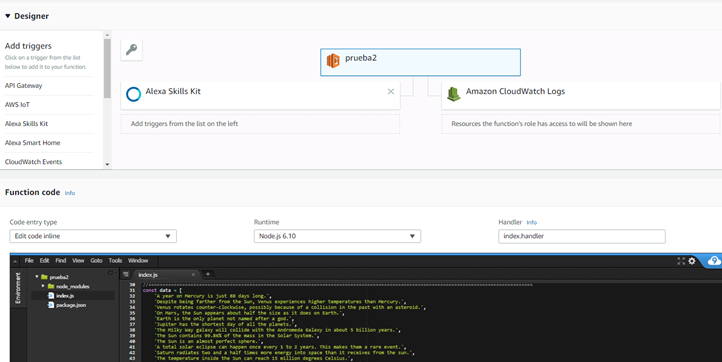 Designer
Add triggers
Click on a trigger from the list
below to add it to your function.
API Gateway
AWS IoT
Alexa Skills Kit
Alexa Smart Home
CloudWatch Events
prueba2
Alexa Skills Kit
Add triggers from the list on the left
Amazon CloudWatch Logs
Resources the function's role has access to will be shown here
Function code Info
Code entry type
Edit code inline
Runtime
Node.js 6.10
Handler Info
index.handler
File Edit Find View Goto Tools Window
Environment
prueba2
node_modules
index.js
package.json
index.js
30 //==========
31 const data = [
32 'A year on Mercury is just 88 days long.',
33 'Despite being farther from the Sun, Venus experiences higher temperatures than Mercury.',
34 'Venus rotates counter-clockwise, possibly because of a collision in the past with an asteroid.',
35 'On Mars, the Sun appears about half the size as it does on Earth.',
36 'Earth is the only planet not named after a god.',
37 'Jupiter has the shortest day of all the planets.',
38 'The Milky Way galaxy will collide with the Andromeda Galaxy in about 5 billion years.',
39 'The Sun contains 99.86% of the mass in the Solar System.',
40 'The Sun is an almost perfect sphere.',
41 'A total solar eclipse can happen once every 1 to 2 years. This makes them a rare event.',
42 'Saturn radiates two and a half times more energy into space than it receives from the sun.',
43 'The temperature inside the Sun can reach 15 million degrees Celsius.',